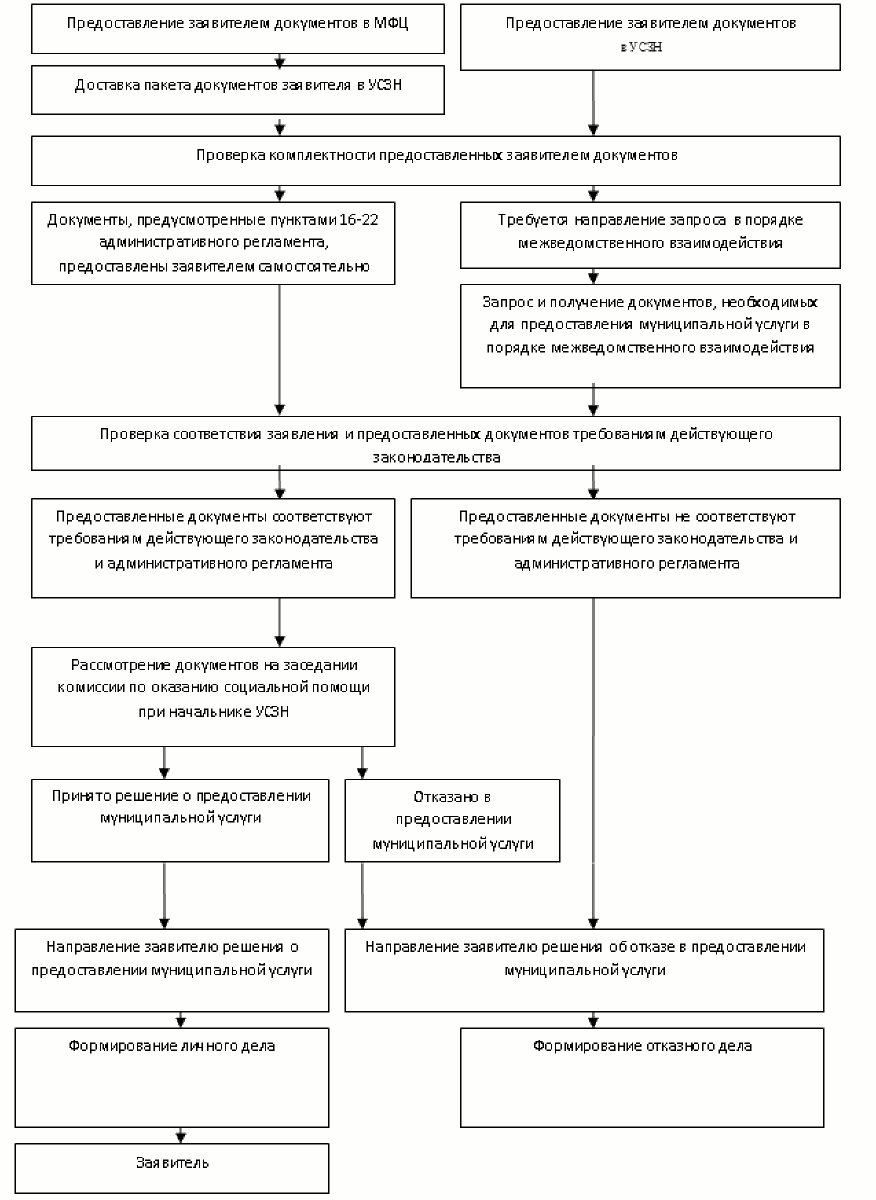 Предоставление заявителем документов в МФЦ
Предоставление заявителем документов
в УСЗН
Доставка пакета документов заявителя в УСЗН
Проверка комплектности предоставленных заявителем документов
Документы, предусмотренные пунктами 16-22
административного регламента,
предоставлены заявителем самостоятельно
Требуется направление запроса в порядке
межведомственного взаимодействия
Запрос и получение документов, необходимых
для предоставления муниципальной услуги в
порядке межведомственного взаимодействия
Проверка соответствия заявления и предоставленных документов требованиям действующего
законодательства
Предоставленные документы соответствуют
требованиям действующего законодательства
и административного регламента
Предоставленные документы не соответствуют
требованиям действующего законодательства и
административного регламента
Рассмотрение документов на заседании
комиссии по оказанию социальной помощи
при начальнике УСЗН
Принято решение о предоставлении
муниципальной услуги
Отказано в
предоставлении
муниципальной услуги
Направление заявителю решения о
предоставлении муниципальной услуги
Направление заявителю решения об отказе в предоставлении
муниципальной услуги
Формирование личного дела
Формирование отказного дела
Заявитель